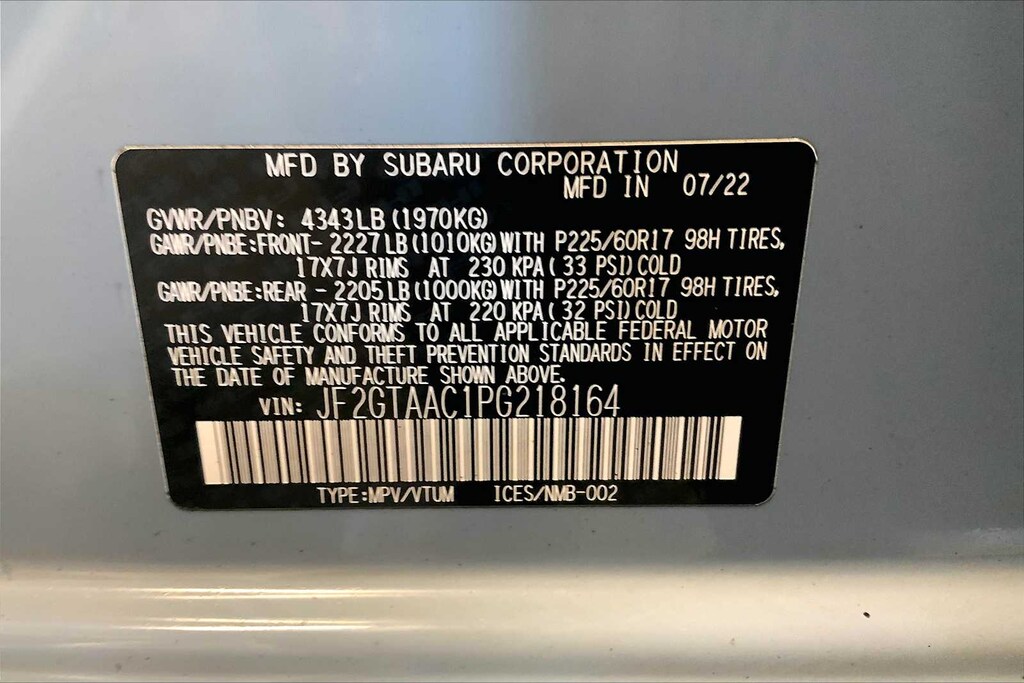 MFD BY SUBARU CORPORATION
MFD IN 07/22
GVWR/PNBV: 4343LB (1970KG)
GAWR/PNBE:FRONT- 2227LB (1010KG) WITH P225/60R17 98H TIRES,
17X7J RIMS AT 230 KPA ( 33 PSI) COLD
GAWR/PNBE:REAR - 2205LB (1000KG) WITH P225/60R17 98H TIRES,
17X7J RIMS AT 220 KPA ( 32 PSI) COLD
THIS VEHICLE CONFORMS TO ALL APPLICABLE FEDERAL MOTOR
VEHICLE SAFETY AND THEFT PREVENTION STANDARDS IN EFFECT ON
THE DATE OF MANUFACTURE SHOWN ABOVE.
VIN: JF2GTAAC1PG218164
TYPE:MPV/VTUM ICES/NMB-002